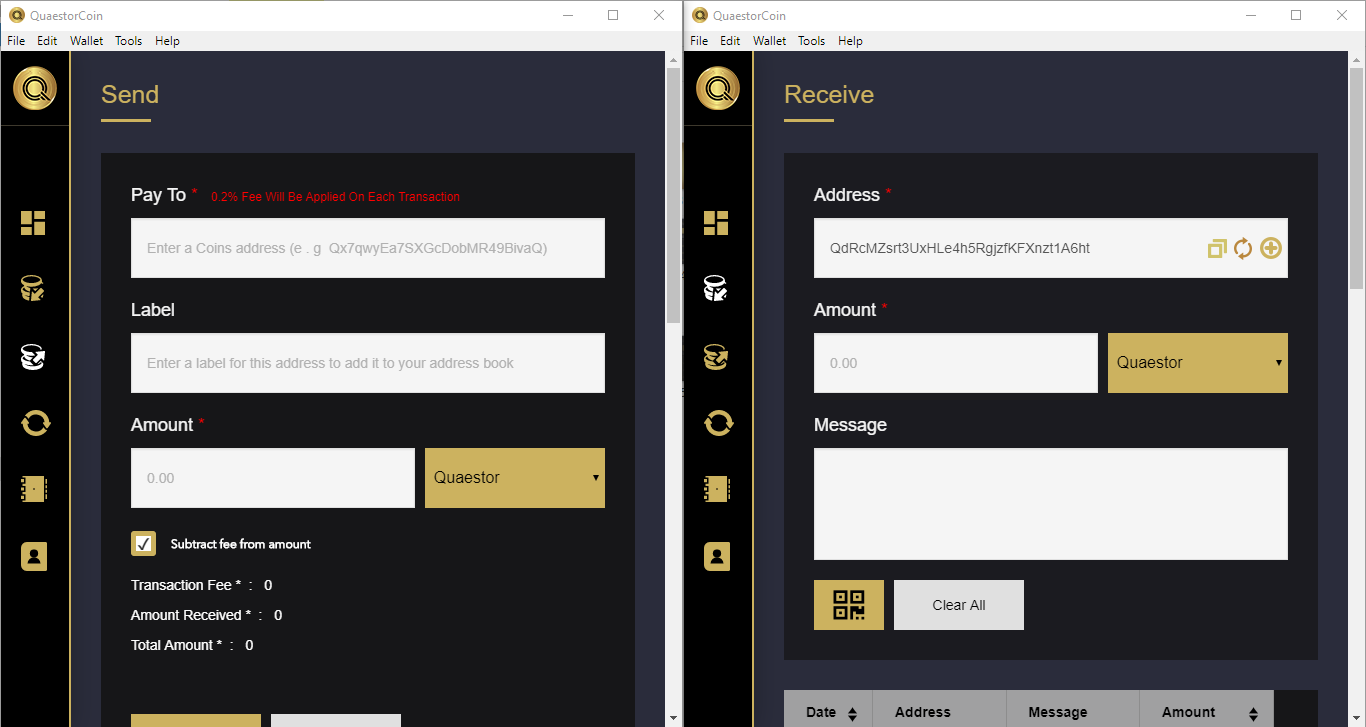 QuaestorCoin
File Edit Wallet Tools Help
Send
Pay To * 0.2% Fee Will Be Applied On Each Transaction
Enter a Coins address (e . g Qx7qwyEa7SXGcDobMR49BivaQ)
Label
Enter a label for this address to add it to your address book
Amount *
0.00
Quaestor
Subtract fee from amount
Transaction Fee * : 0
Amount Received * : 0
Total Amount * : 0
QuaestorCoin
File Edit Wallet Tools Help
Receive
Address *
QdRcMZsrt3UxHLe4h5RgjzfKFXnzt1A6ht
Amount *
0.00
Quaestor
Message
Clear All
Date Address Message Amount